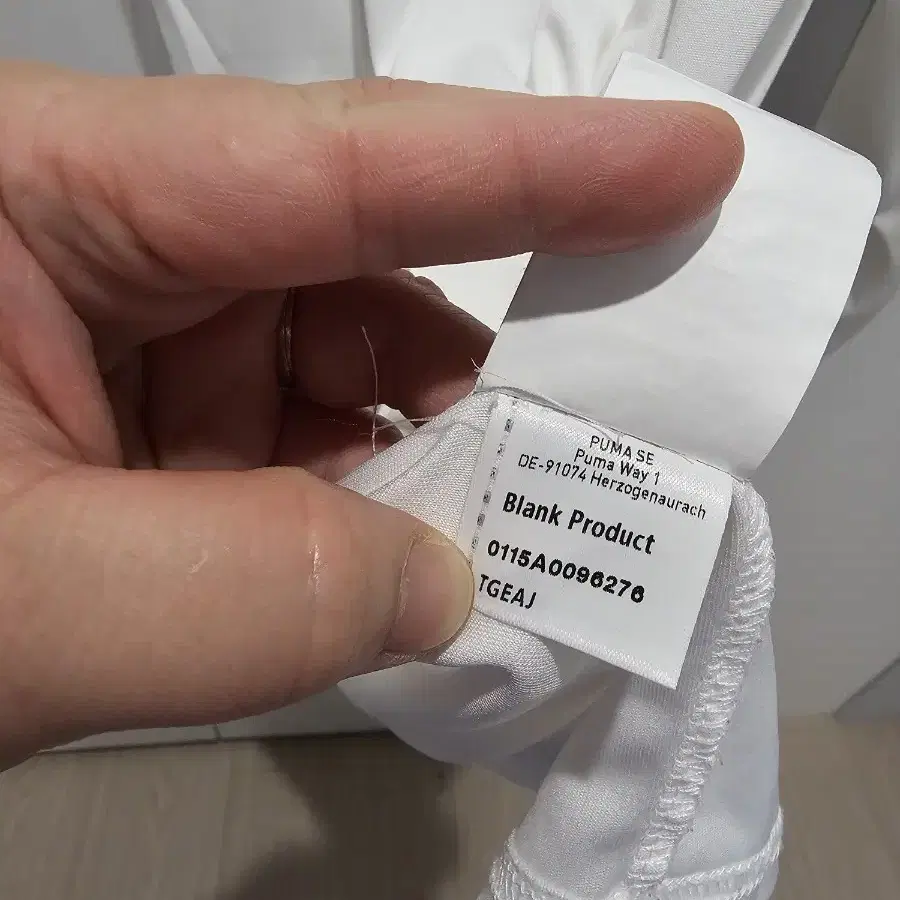 PUMA SE
Puma Way 1
DE-91074 Herzogenaurach
Blank Product
0115A0096276
TGEAJ